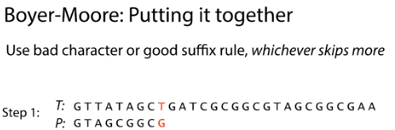 Boyer-Moore: Putting it together
Use bad character or good suffix rule, whichever skips more
Step 1:
T: G T T A T A G C T G A T C G C G G C G T A G C G G C G A A
P: G T A G C G G C G